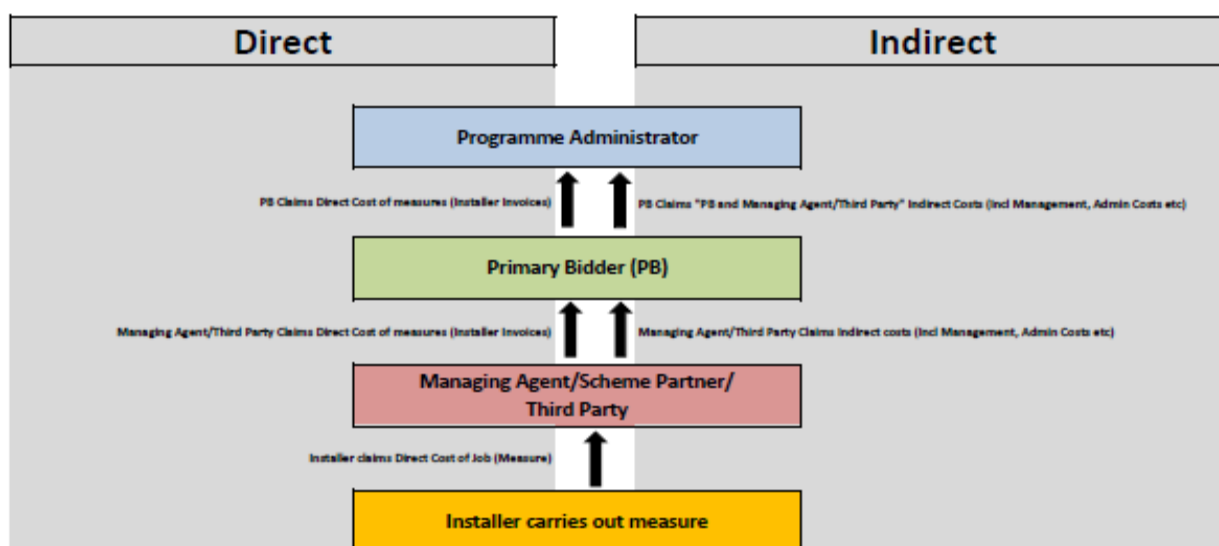 Direct
Indirect
Programme Administrator
PB Claims Direct Cost of measures (Installer Invoices)
PB Claims "PB and Managing Agent/Third Party" Indirect Costs (Incl Management, Admin Costs etc)
Primary Bidder (PB)
Managing Agent/Third Party Claims Direct Cost of measures (Installer Invoices)
Managing Agent/Third Party Claims Indirect costs (Incl Management, Admin Costs etc)
Managing Agent/Scheme Partner/
Third Party
Installer claims Direct Cost of Job (Measure)
Installer carries out measure